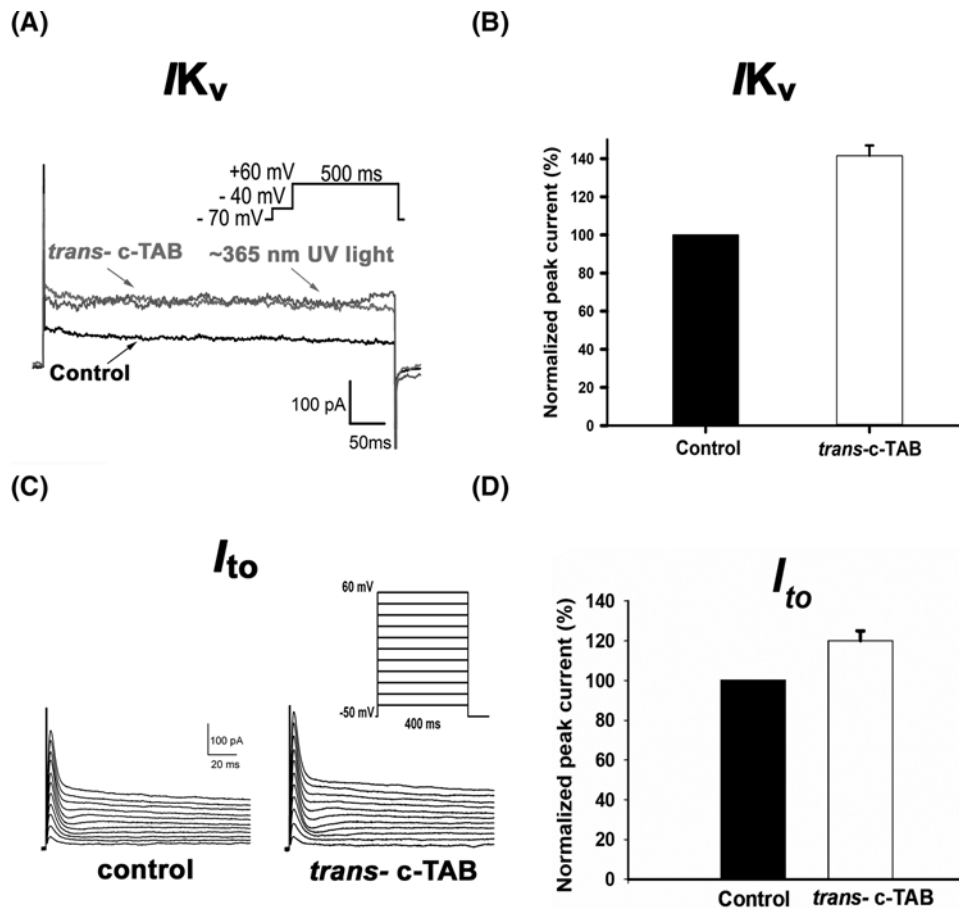 (A)
IKv
+60 mV
500 ms
- 40 mV
- 70 mV
trans- c-TAB
~365 nm UV light
Control
100 pA
50ms
(B)
IKv
Normalized peak current (%)
140
120
100
80
60
40
20
0
Control
trans-c-TAB
(C)
Ito
60 mV
-50 mV
400 ms
100 pA
20 ms
control
trans- c-TAB
(D)
Ito
Normalized peak current (%)
140
120
100
80
60
40
20
0
Control
trans- c-TAB